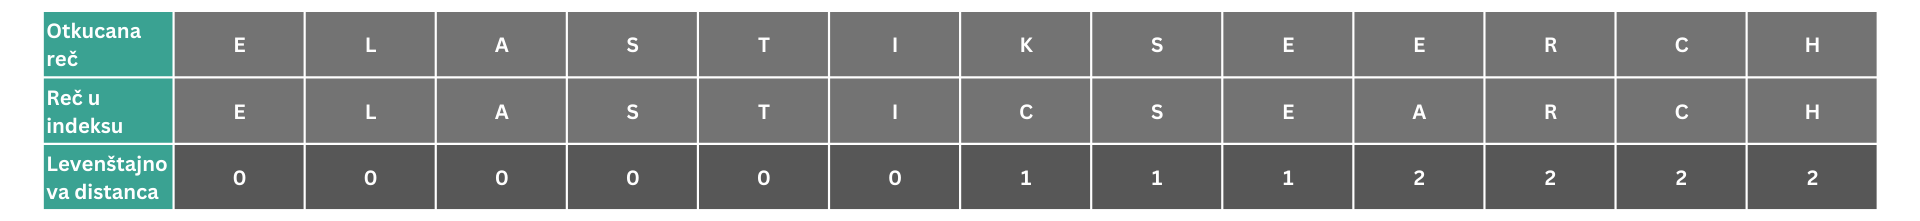 Otkucana reč E L A S T I K S E E R C H
Reč u indeksu E L A S T I C S E A R C H
Levenštajnova distanca 0 0 0 0 0 0 1 1 1 2 2 2 2